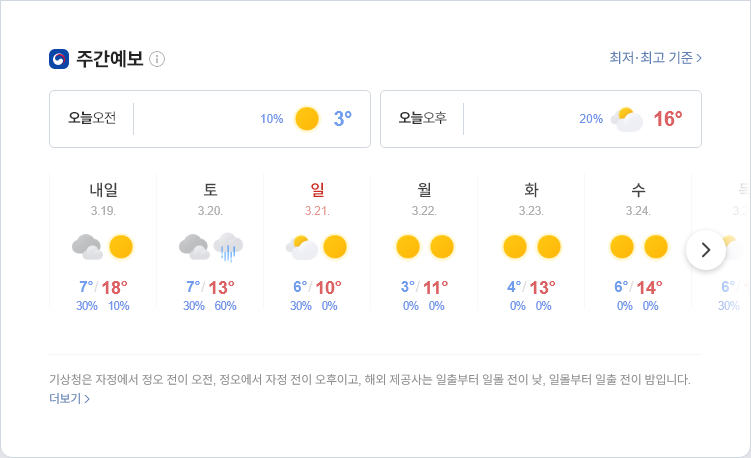 주간예보
최저·최고 기준
오늘오전 10% 3°
오늘오후 20% 16°
내일 토 일 월 화 수
3.19. 3.20. 3.21. 3.22. 3.23. 3.24.
7°/18° 7°/13° 6°/10° 3°/11° 4°/13° 6°/14° 6°
30% 10% 30% 60% 30% 0% 0% 0% 0% 0% 0% 0% 30%
기상청은 자정에서 정오 전이 오전, 정오에서 자정 전이 오후이고, 해외 제공사는 일출부터 일몰 전이 낮, 일몰부터 일출 전이 밤입니다.
더보기